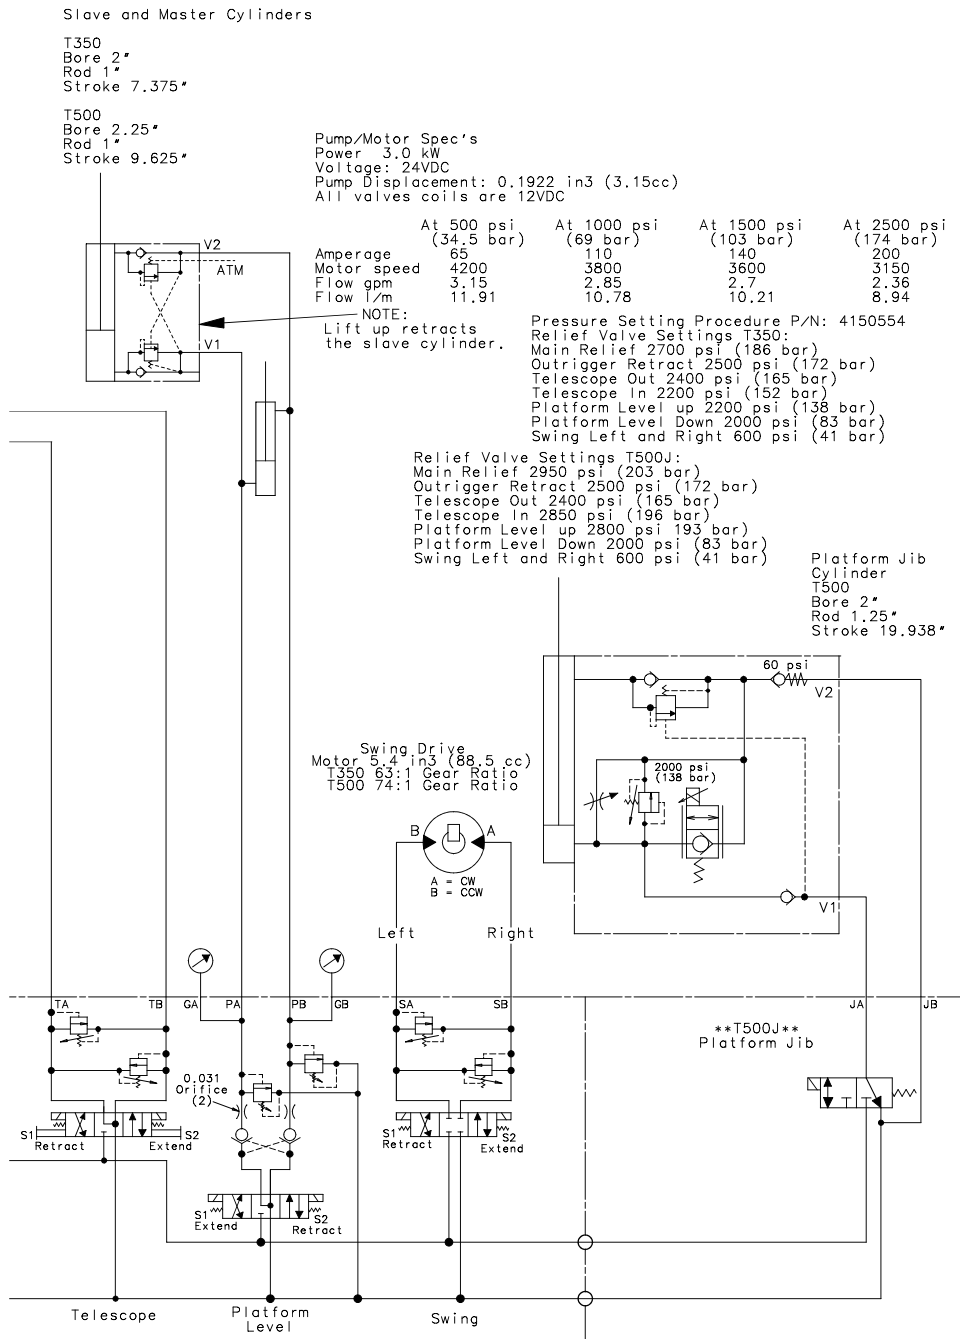 Slave and Master Cylinders
T350
Bore 2"
Rod 1"
Stroke 7.375"
T500
Bore 2.25"
Rod 1"
Stroke 9.625"
Pump/Motor Spec's
Power 3.0 kW
Voltage: 24VDC
Pump Displacement: 0.1922 in3 (3.15cc)
All valves coils are 12VDC
At 500 psi At 1000 psi At 1500 psi At 2500 psi
(34.5 bar) (69 bar) (103 bar) (174 bar)
Amperage 65 110 140 200
Motor speed 4200 3800 3600 3150
Flow gpm 3.15 2.85 2.7 2.36
Flow l/m 11.91 10.78 10.21 8.94
V2
ATM
V1
NOTE:
Lift up retracts
the slave cylinder.
Pressure Setting Procedure P/N: 4150554
Relief Valve Settings T350:
Main Relief 2700 psi (186 bar)
Outrigger Retract 2500 psi (172 bar)
Telescope Out 2400 psi (165 bar)
Telescope In 2200 psi (152 bar)
Platform Level up 2200 psi (138 bar)
Platform Level Down 2000 psi (83 bar)
Swing Left and Right 600 psi (41 bar)
Relief Valve Settings T500J:
Main Relief 2950 psi (203 bar)
Outrigger Retract 2500 psi (172 bar)
Telescope Out 2400 psi (165 bar)
Telescope In 2850 psi (196 bar)
Platform Level up 2800 psi 193 bar)
Platform Level Down 2000 psi (83 bar)
Swing Left and Right 600 psi (41 bar)
Platform Jib
Cylinder
T500
Bore 2"
Rod 1.25"
Stroke 19.938"
60 psi
V2
2000 psi
(138 bar)
V1
Swing Drive
Motor 5.4 in3 (88.5 cc)
T350 63:1 Gear Ratio
T500 74:1 Gear Ratio
B A
A = CW
B = CCW
Left Right
TA TB GA PA PB GB SA SB JA JB
**T500J**
Platform Jib
0.031
Orifice
(2)
S1 S2
Retract Extend
S1 S2
Retract Extend
S1 S2
Extend Retract
Telescope
Platform
Level
Swing